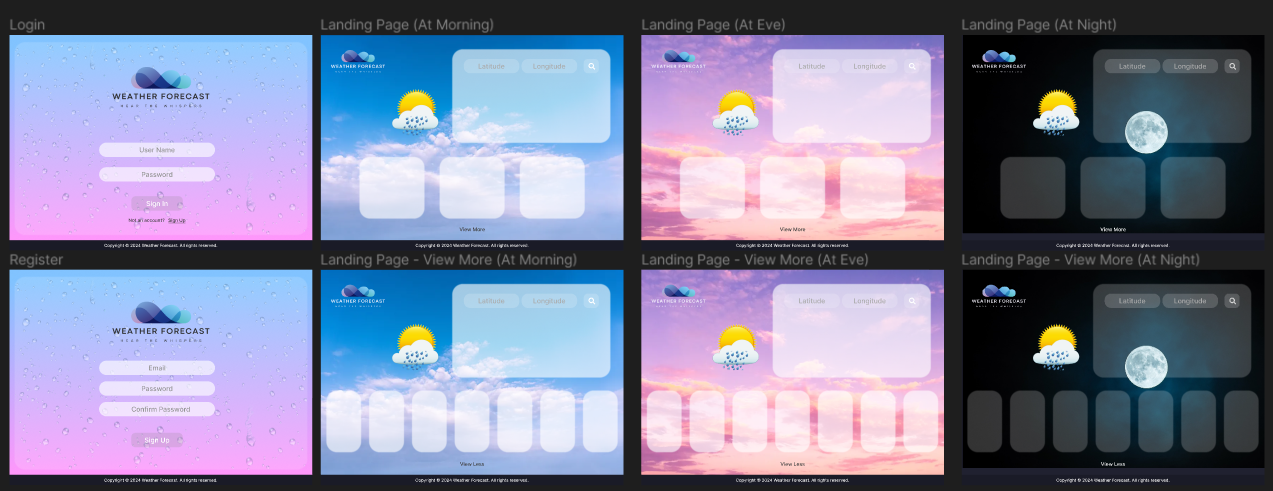 Login
WEATHER FORECAST
HEAR THE WHISPERS
User Name
Password
Sign In
Not an account? Sign Up
Copyright © 2024 Weather Forecast. All rights reserved.
Landing Page (At Morning)
WEATHER FORECAST
HEAR THE WHISPERS
Latitude
Longitude
View More
Copyright © 2024 Weather Forecast. All rights reserved.
Landing Page (At Eve)
WEATHER FORECAST
HEAR THE WHISPERS
Latitude
Longitude
View More
Copyright © 2024 Weather Forecast. All rights reserved.
Landing Page (At Night)
WEATHER FORECAST
Latitude
Longitude
View More
Copyright © 2024 Weather Forecast. All rights reserved
Register
WEATHER FORECAST
HEAR THE WHISPERS
Email
Password
Confirm Password
Sign Up
Copyright © 2024 Weather Forecast. All rights reserved.
Landing Page - View More (At Morning)
WEATHER FORECAST
HEAR THE WHISPERS
Latitude
Longitude
View Less
Copyright © 2024 Weather Forecast. All rights reserved.
Landing Page - View More (At Eve)
WEATHER FORECAST
HEAR THE WHISPERS
Latitude
Longitude
View Less
Copyright © 2024 Weather Forecast. All rights reserved.
Landing Page - View More (At Night)
WEATHER FORECAST
Latitude
Longitude
View Less
Copyright © 2024 Weather Forecast. All rights reserved.